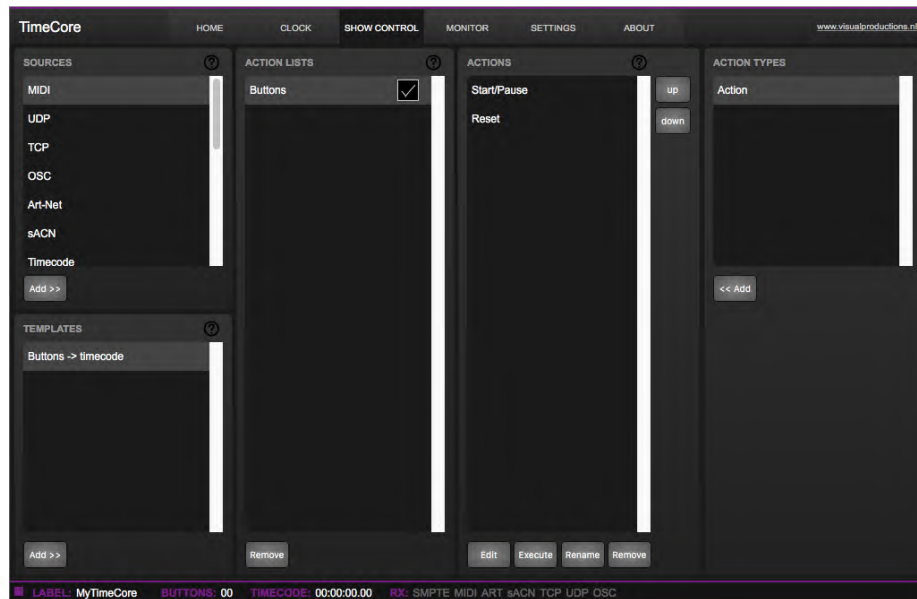 TimeCore
HOME
CLOCK
SHOW CONTROL
MONITOR
SETTINGS
ABOUT
www.visualproductions.nl
SOURCES
?
MIDI
UDP
TCP
OSC
Art-Net
sACN
Timecode
Add >>
TEMPLATES
?
Buttons -> timecode
Add >>
ACTION LISTS
?
Buttons
Remove
ACTIONS
?
Start/Pause
Reset
up
down
Edit
Execute
Rename
Remove
ACTION TYPES
Action
<< Add
LABEL: MyTimeCore BUTTONS: 00 TIMECODE: 00:00:00.00 RX: SMPTE MIDI ART sACN TCP UDP OSC